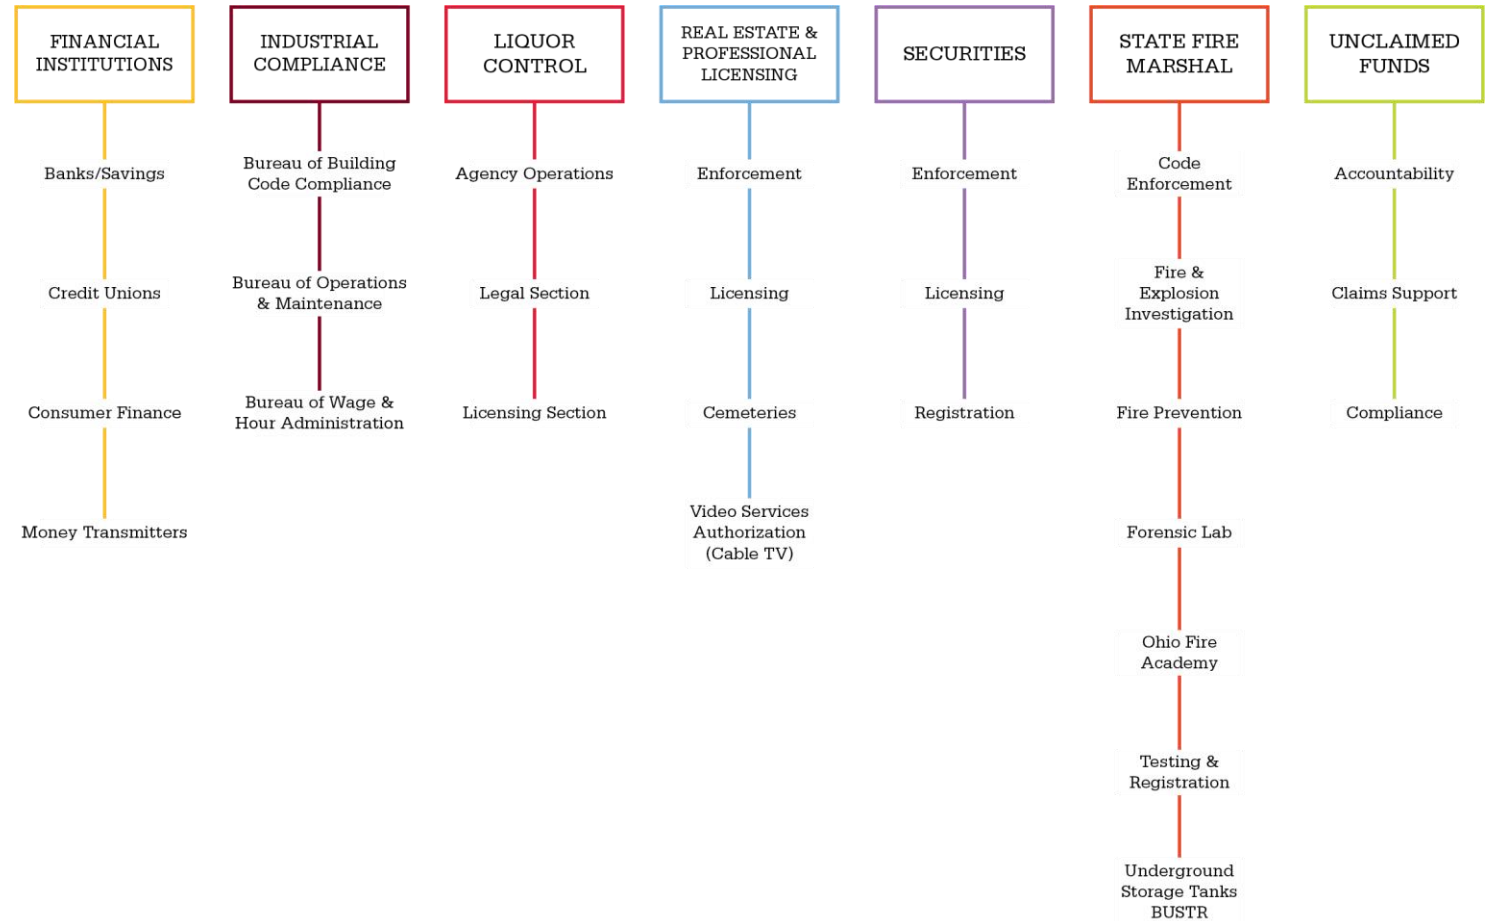 FINANCIAL
INSTITUTIONS
Banks/Savings
Credit Unions
Consumer Finance
Money Transmitters
INDUSTRIAL
COMPLIANCE
Bureau of Building
Code Compliance
Bureau of Operations
& Maintenance
Bureau of Wage &
Hour Administration
LIQUOR
CONTROL
Agency Operations
Legal Section
Licensing Section
REAL ESTATE &
PROFESSIONAL
LICENSING
Enforcement
Licensing
Cemeteries
Video Services
Authorization
(Cable TV)
SECURITIES
Enforcement
Licensing
Registration
STATE FIRE
MARSHAL
Code
Enforcement
Fire &
Explosion
Investigation
Fire Prevention
Forensic Lab
Ohio Fire
Academy
Testing &
Registration
Underground
Storage Tanks
BUSTR
UNCLAIMED
FUNDS
Accountability
Claims Support
Compliance